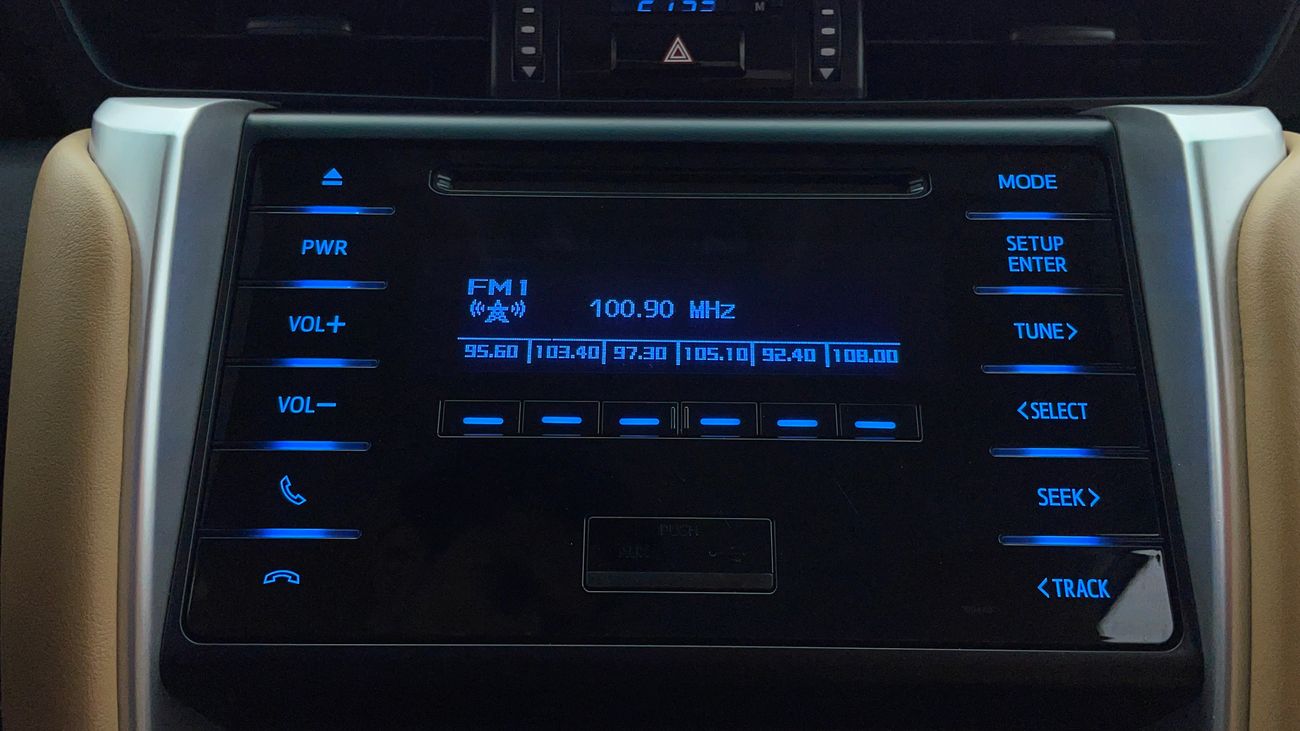 M
MODE
PWR
SETUP
ENTER
FM1
100.90 MHz
VOL+
TUNE>
95.60 103.40 97.30 105.10 92.40 108.00
VOL−
<SELECT
SEEK>
PUSH
<TRACK